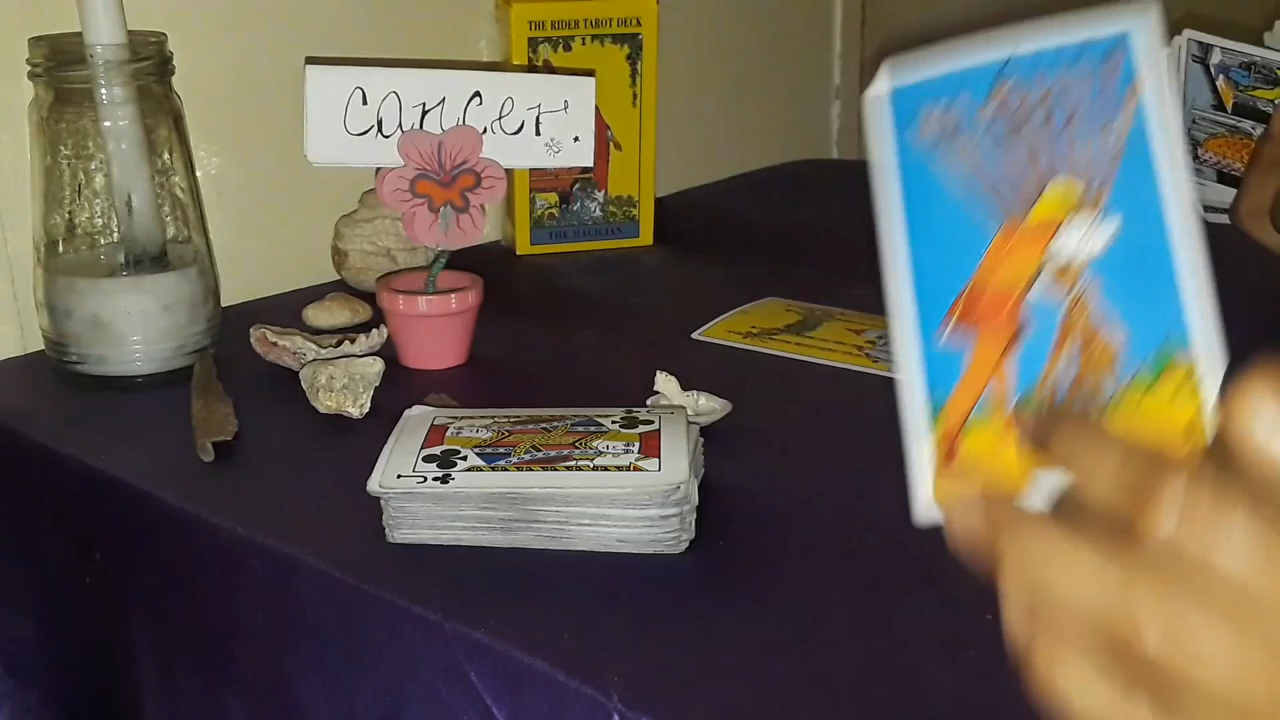 THE RIDER TAROT DECK
I
cancer
THE MAGICIAN
J
J